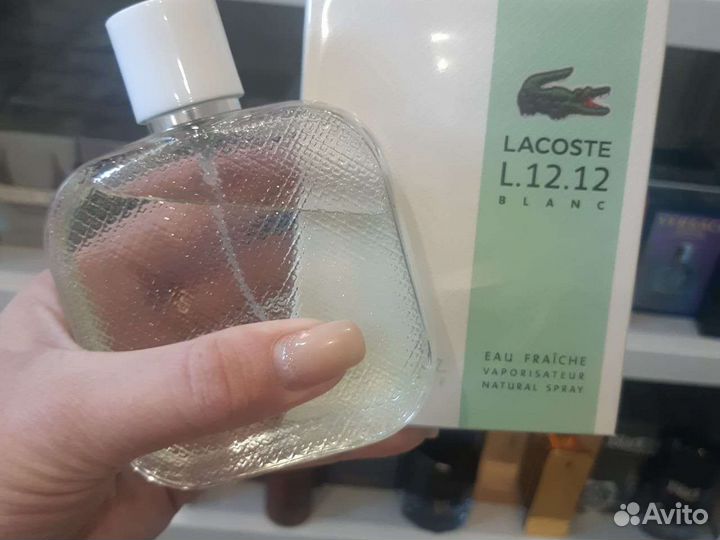 LACOSTE
L.12.12
BLANC
EAU FRAÎCHE
VAPORISATEUR
NATURAL SPRAY
Avito